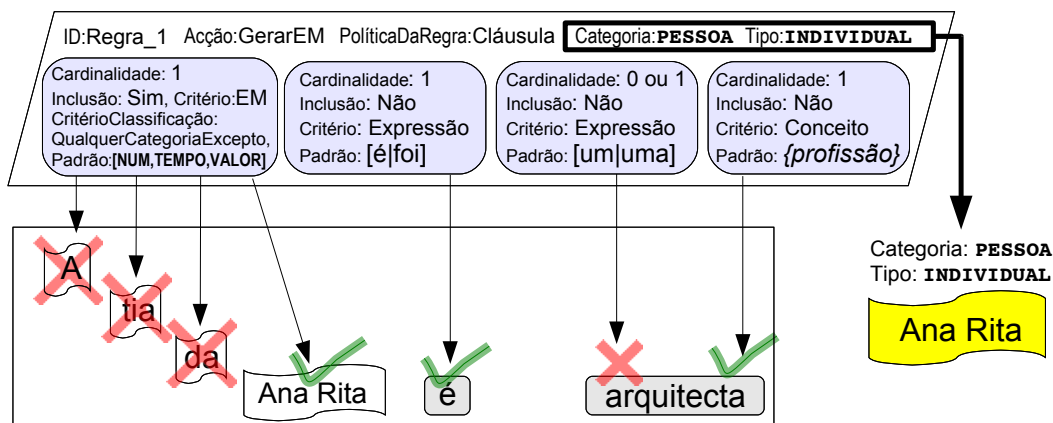 ID:Regra_1 Acção:GerarEM PolíticaDaRegra:Cláusula Categoria:PESSOA Tipo:INDIVIDUAL
Cardinalidade: 1
Inclusão: Sim, Critério:EM
CritérioClassificação:
QualquerCategoriaExcepto,
Padrão:[NUM,TEMPO,VALOR]
Cardinalidade: 1
Inclusão: Não
Critério: Expressão
Padrão: [é|foi]
Cardinalidade: 0 ou 1
Inclusão: Não
Critério: Expressão
Padrão: [um|uma]
Cardinalidade: 1
Inclusão: Não
Critério: Conceito
Padrão: {profissão}
A
tia
da
Ana Rita
é
arquitecta
Categoria: PESSOA
Tipo: INDIVIDUAL
Ana Rita